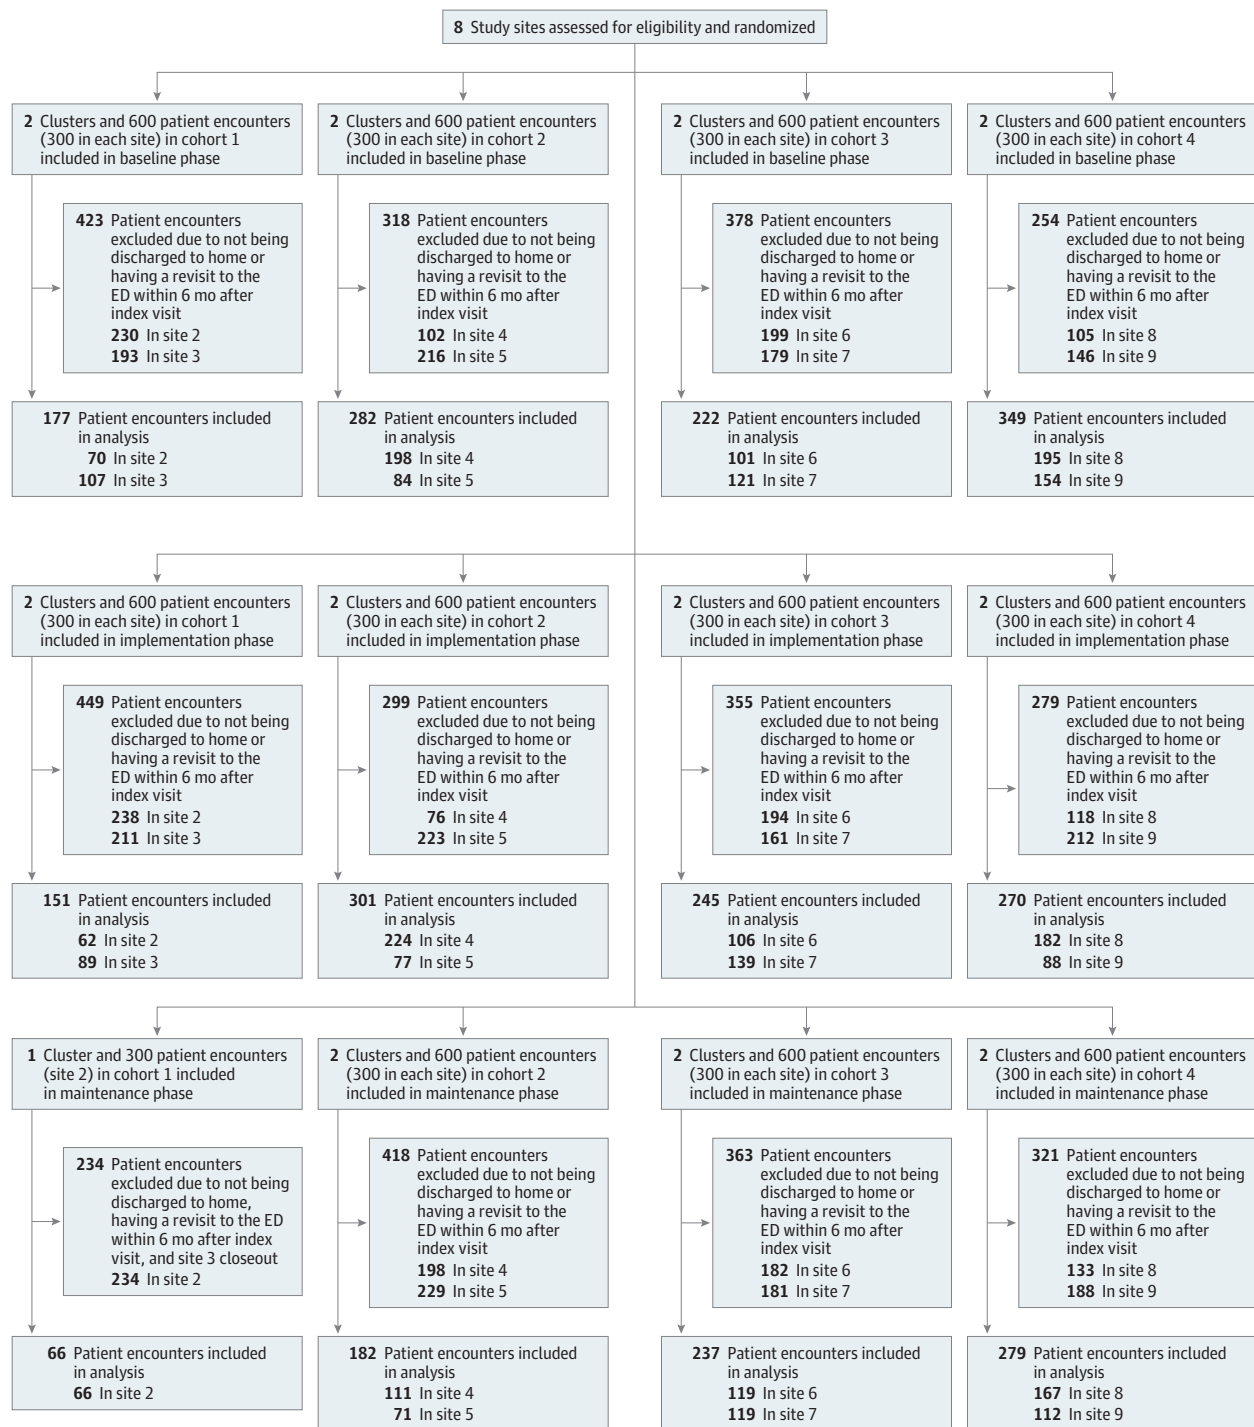 8 Study sites assessed for eligibility and randomized
2 Clusters and 600 patient encounters
(300 in each site) in cohort 1
included in baseline phase
2 Clusters and 600 patient encounters
(300 in each site) in cohort 2
included in baseline phase
2 Clusters and 600 patient encounters
(300 in each site) in cohort 3
included in baseline phase
2 Clusters and 600 patient encounters
(300 in each site) in cohort 4
included in baseline phase
423 Patient encounters
excluded due to not being
discharged to home or
having a revisit to the
ED within 6 mo after
index visit
230 In site 2
193 In site 3
318 Patient encounters
excluded due to not being
discharged to home or
having a revisit to the
ED within 6 mo after
index visit
102 In site 4
216 In site 5
378 Patient encounters
excluded due to not being
discharged to home or
having a revisit to the
ED within 6 mo after
index visit
199 In site 6
179 In site 7
254 Patient encounters
excluded due to not being
discharged to home or
having a revisit to the
ED within 6 mo after
index visit
105 In site 8
146 In site 9
177 Patient encounters included
in analysis
70 In site 2
107 In site 3
282 Patient encounters included
in analysis
198 In site 4
84 In site 5
222 Patient encounters included
in analysis
101 In site 6
121 In site 7
349 Patient encounters included
in analysis
195 In site 8
154 In site 9
2 Clusters and 600 patient encounters
(300 in each site) in cohort 1
included in implementation phase
2 Clusters and 600 patient encounters
(300 in each site) in cohort 2
included in implementation phase
2 Clusters and 600 patient encounters
(300 in each site) in cohort 3
included in implementation phase
2 Clusters and 600 patient encounters
(300 in each site) in cohort 4
included in implementation phase
449 Patient encounters
excluded due to not being
discharged to home or
having a revisit to the
ED within 6 mo after
index visit
238 In site 2
211 In site 3
299 Patient encounters
excluded due to not being
discharged to home or
having a revisit to the
ED within 6 mo after
index visit
76 In site 4
223 In site 5
355 Patient encounters
excluded due to not being
discharged to home or
having a revisit to the
ED within 6 mo after
index visit
194 In site 6
161 In site 7
279 Patient encounters
excluded due to not being
discharged to home or
having a revisit to the
ED within 6 mo after
index visit
118 In site 8
212 In site 9
151 Patient encounters included
in analysis
62 In site 2
89 In site 3
301 Patient encounters included
in analysis
224 In site 4
77 In site 5
245 Patient encounters included
in analysis
106 In site 6
139 In site 7
270 Patient encounters included
in analysis
182 In site 8
88 In site 9
1 Cluster and 300 patient encounters
(site 2) in cohort 1 included
in maintenance phase
2 Clusters and 600 patient encounters
(300 in each site) in cohort 2
included in maintenance phase
2 Clusters and 600 patient encounters
(300 in each site) in cohort 3
included in maintenance phase
2 Clusters and 600 patient encounters
(300 in each site) in cohort 4
included in maintenance phase
234 Patient encounters
excluded due to not being
discharged to home,
having a revisit to the ED
within 6 mo after index
visit, and site 3 closeout
234 In site 2
418 Patient encounters
excluded due to not being
discharged to home or
having a revisit to the
ED within 6 mo after
index visit
198 In site 4
229 In site 5
363 Patient encounters
excluded due to not being
discharged to home or
having a revisit to the
ED within 6 mo after
index visit
182 In site 6
181 In site 7
321 Patient encounters
excluded due to not being
discharged to home or
having a revisit to the
ED within 6 mo after
index visit
133 In site 8
188 In site 9
66 Patient encounters included
in analysis
66 In site 2
182 Patient encounters included
in analysis
111 In site 4
71 In site 5
237 Patient encounters included
in analysis
119 In site 6
119 In site 7
279 Patient encounters included
in analysis
167 In site 8
112 In site 9